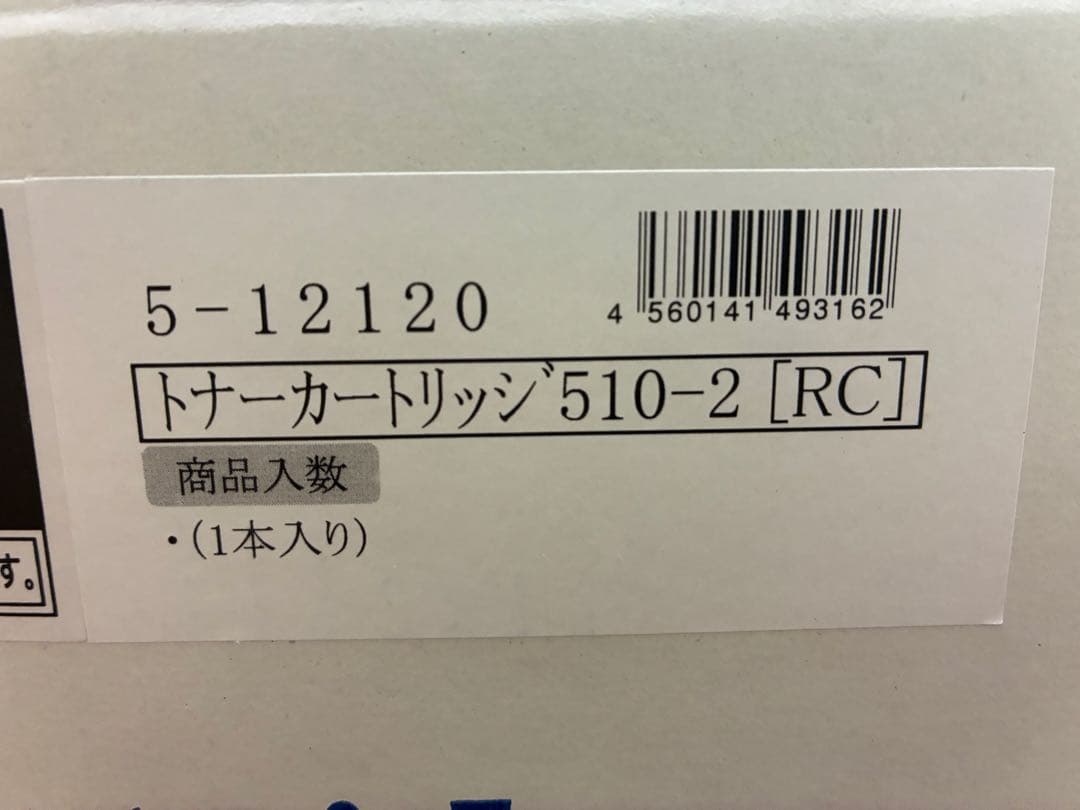 5-12120
4 560141 493162
トナーカートリッジ510-2 [RC]
商品入数
・(1本入り)
す。